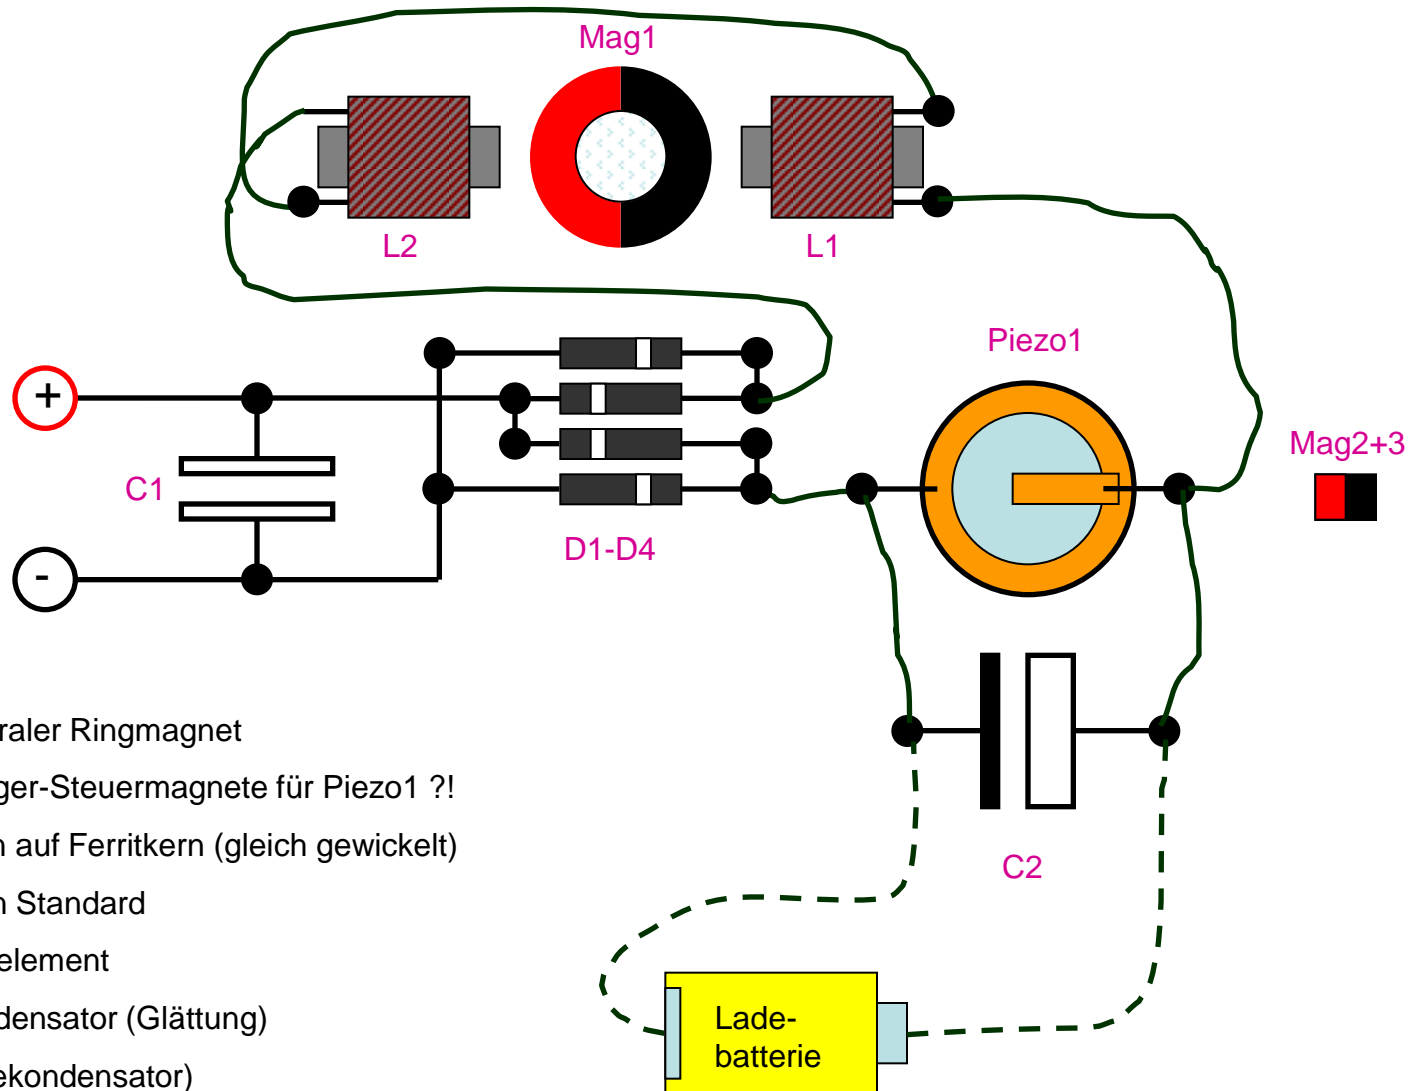 Mag1
L2
L1
Piezo1
+
Mag2+3
C1
D1-D4
-
raler Ringmagnet
ger-Steuermagnete für Piezo1 ?!
n auf Ferritkern (gleich gewickelt)
C2
n Standard
element
densator (Glättung)
Lade-
batterie
ekondensator)